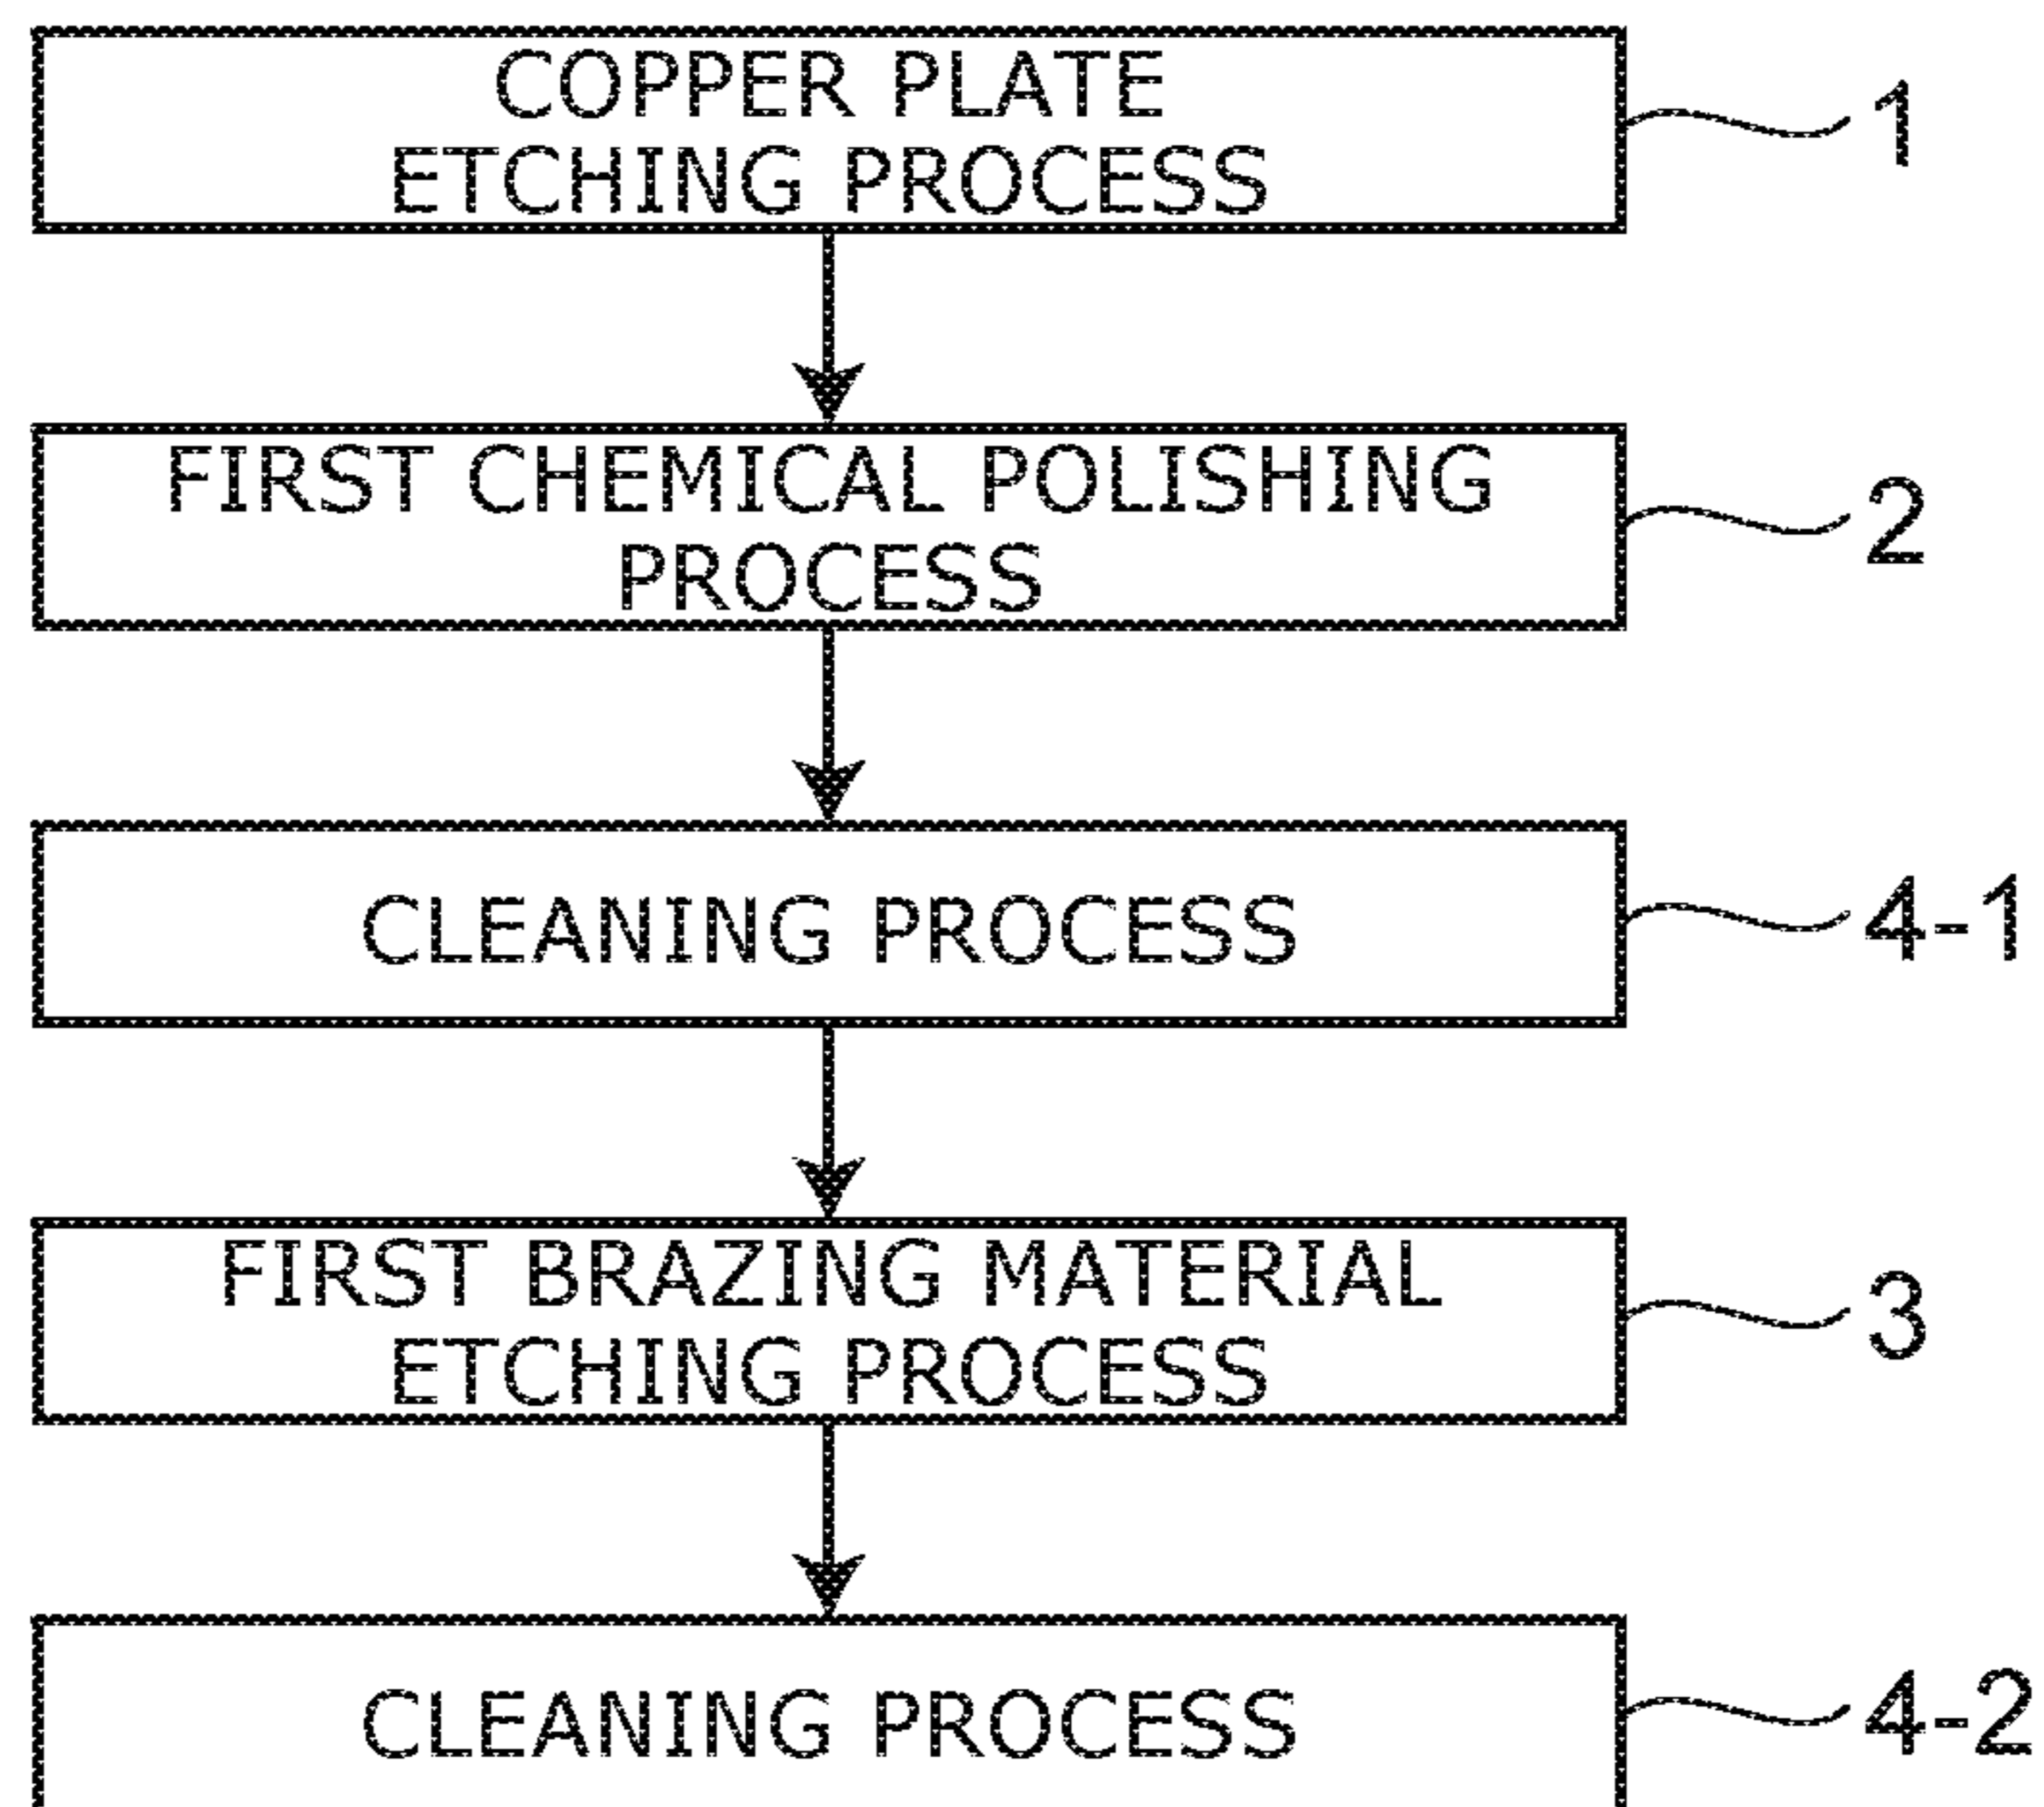 COPPER PLATE
ETCHING PROCESS
1
FIRST CHEMICAL POLISHING
PROCESS
2
CLEANING PROCESS
4-1
FIRST BRAZING MATERIAL
ETCHING PROCESS
3
CLEANING PROCESS
4-2